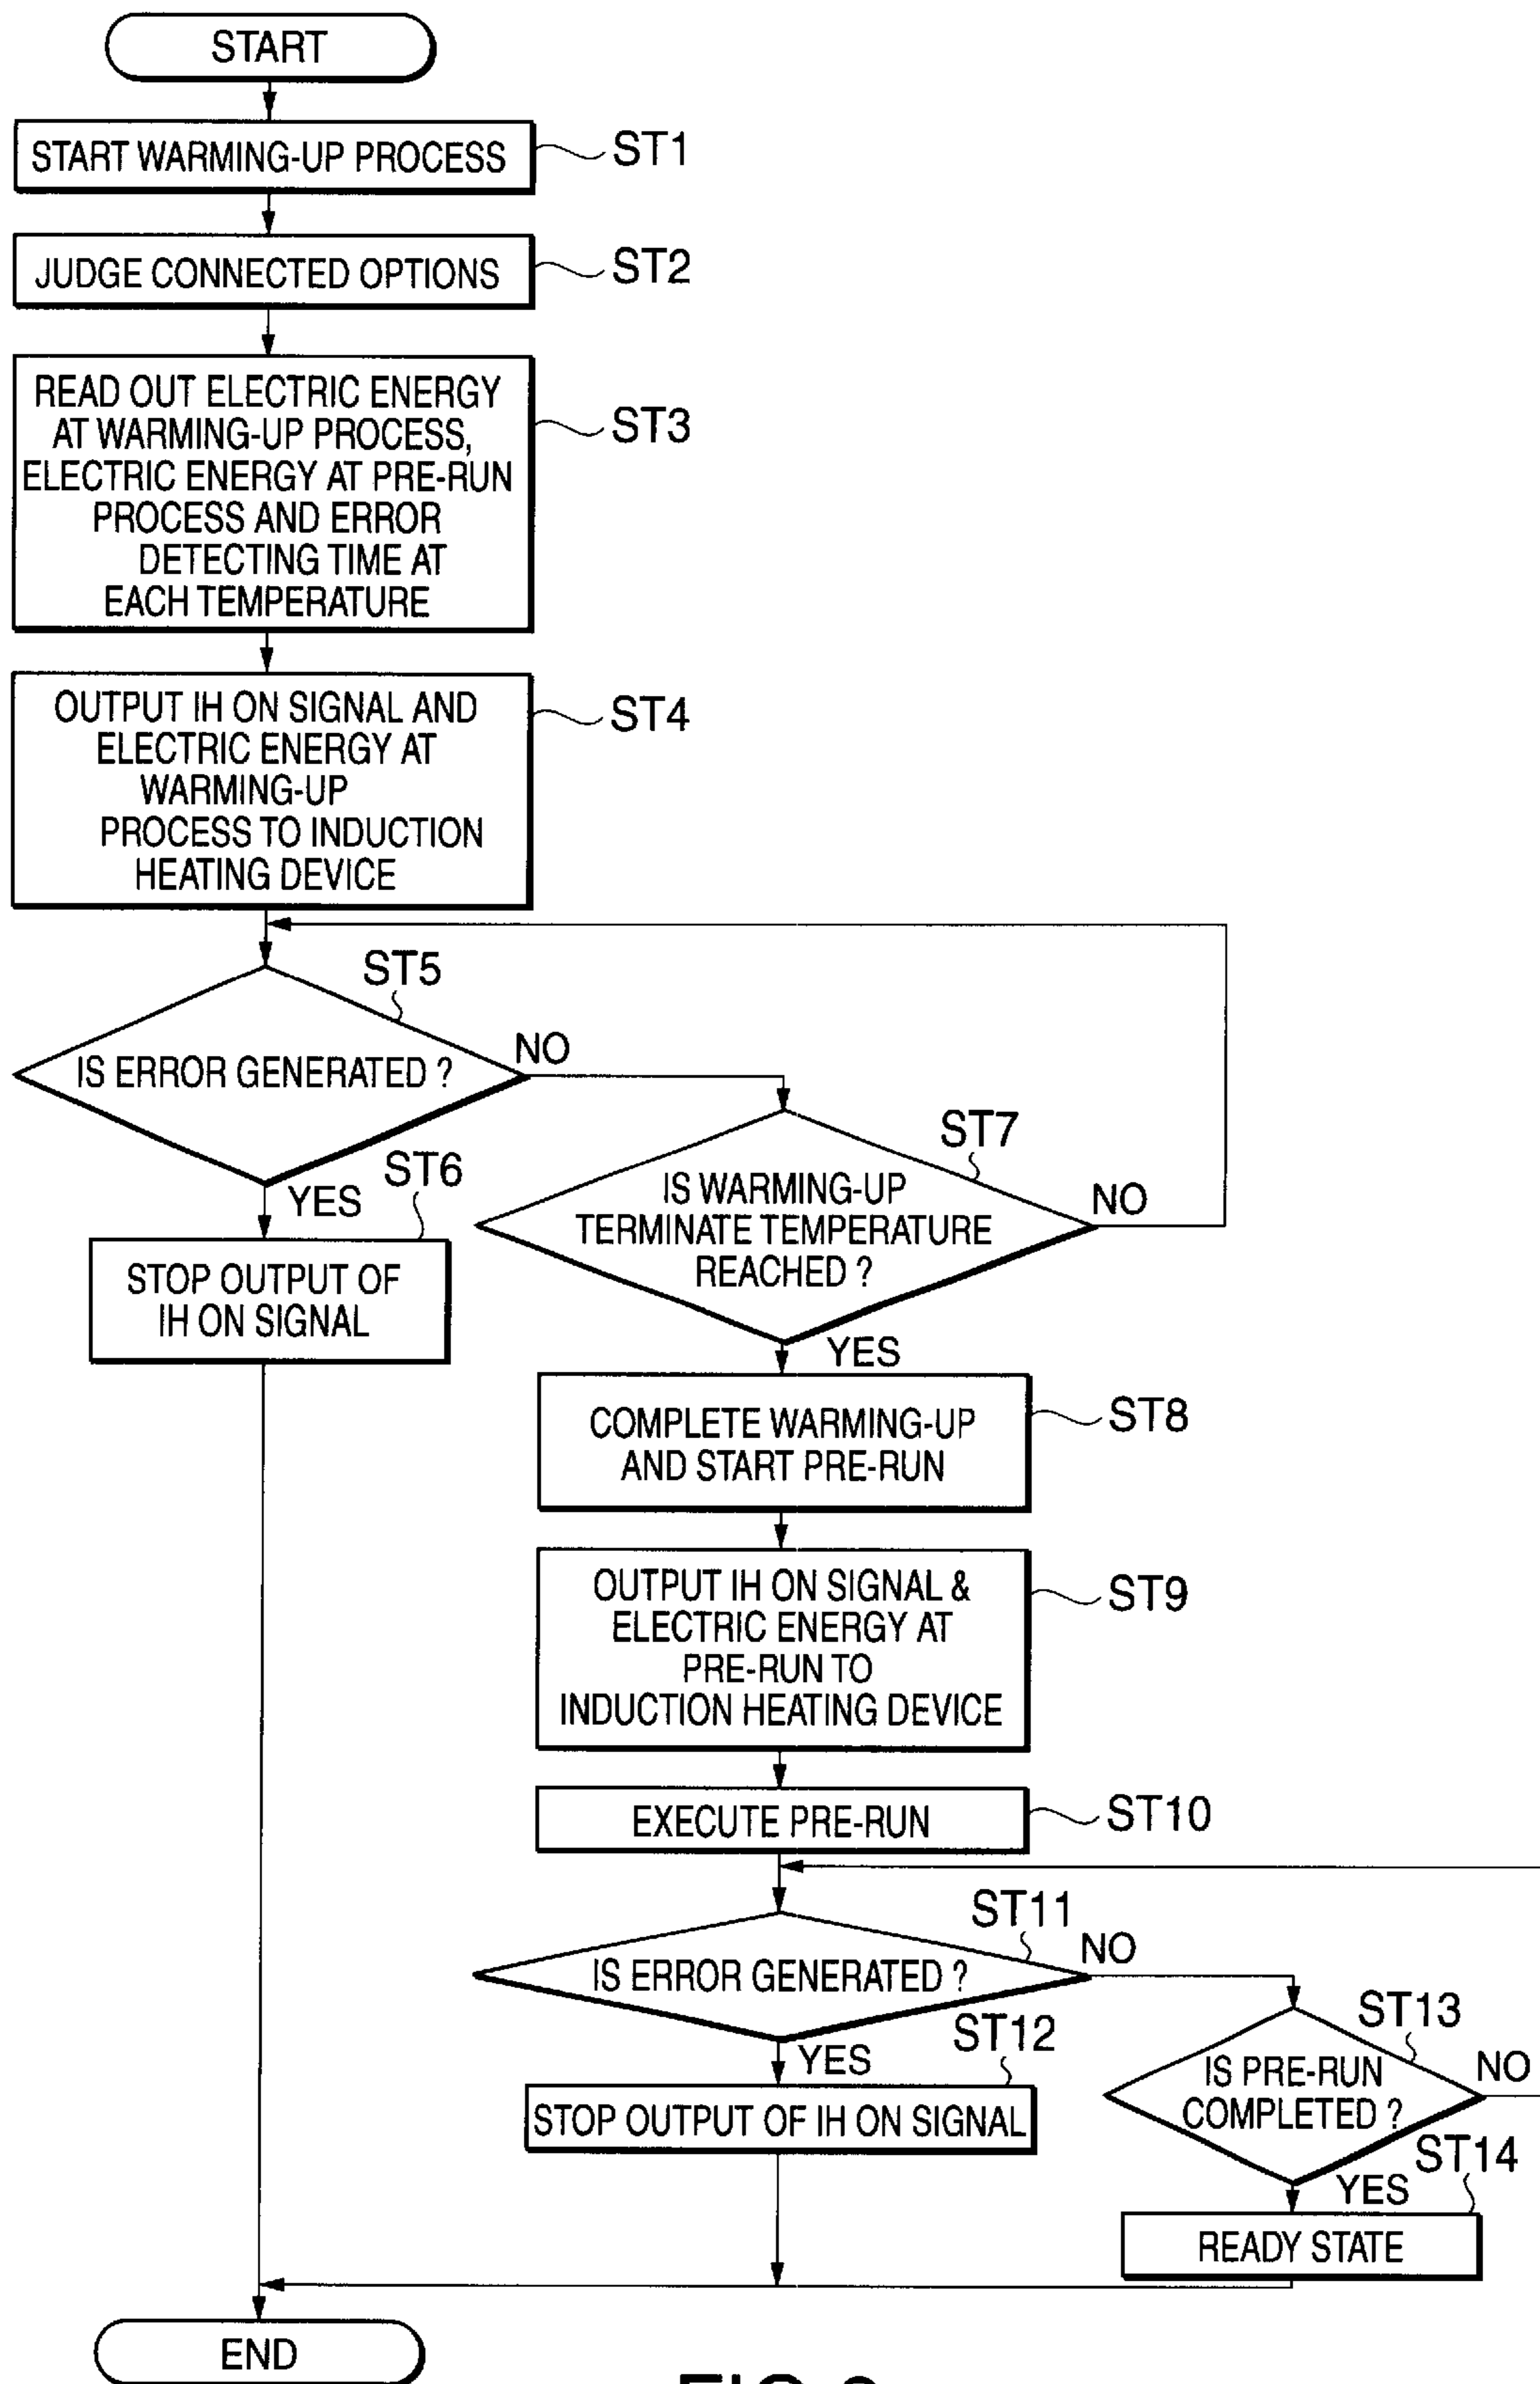 START
START WARMING-UP PROCESS
ST1
JUDGE CONNECTED OPTIONS
ST2
READ OUT ELECTRIC ENERGY
AT WARMING-UP PROCESS,
ELECTRIC ENERGY AT PRE-RUN
PROCESS AND ERROR
DETECTING TIME AT
EACH TEMPERATURE
ST3
OUTPUT IH ON SIGNAL AND
ELECTRIC ENERGY AT
WARMING-UP
PROCESS TO INDUCTION
HEATING DEVICE
ST4
ST5
IS ERROR GENERATED ?
NO
YES
ST6
STOP OUTPUT OF
IH ON SIGNAL
ST7
IS WARMING-UP
TERMINATE TEMPERATURE
REACHED ?
NO
YES
COMPLETE WARMING-UP
AND START PRE-RUN
ST8
OUTPUT IH ON SIGNAL &
ELECTRIC ENERGY AT
PRE-RUN TO
INDUCTION HEATING DEVICE
ST9
EXECUTE PRE-RUN
ST10
ST11
IS ERROR GENERATED ?
NO
YES
ST12
STOP OUTPUT OF IH ON SIGNAL
ST13
IS PRE-RUN
COMPLETED ?
NO
YES
ST14
READY STATE
END